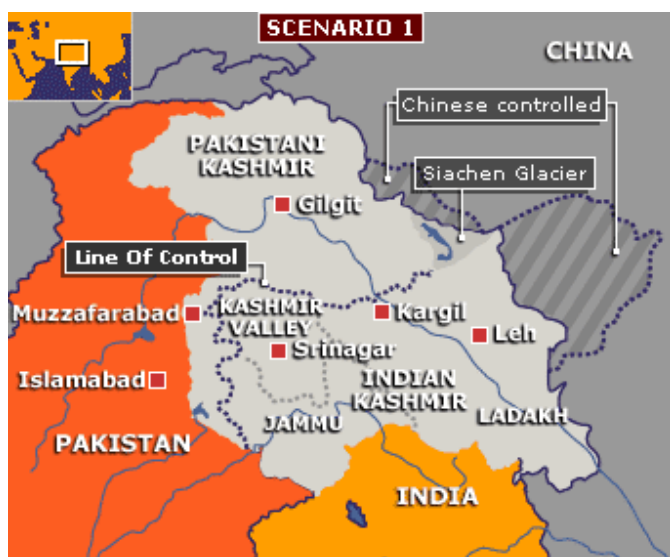 SCENARIO 1
CHINA
Chinese controlled
PAKISTANI
KASHMIR
Siachen Glacier
Gilgit
Line Of Control
Muzzafarabad
KASHMIR
VALLEY
Kargil
Srinagar
Leh
Islamabad
INDIAN
KASHMIR
LADAKH
JAMMU
PAKISTAN
INDIA